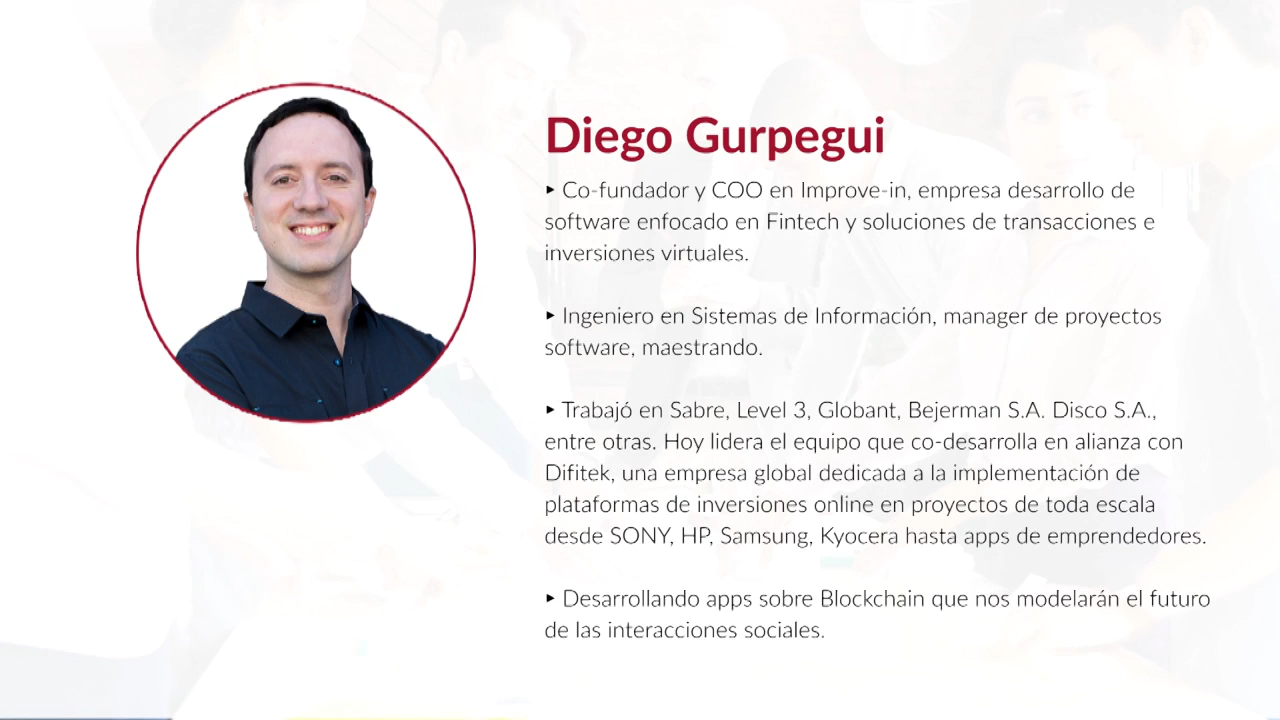 Diego Gurpegui
‣ Co-fundador y COO en Improve-in, empresa desarrollo de
software enfocado en Fintech y soluciones de transacciones e
inversiones virtuales.
‣ Ingeniero en Sistemas de Información, manager de proyectos
software, maestrando.
‣ Trabajó en Sabre, Level 3, Globant, Bejerman S.A. Disco S.A.,
entre otras. Hoy lidera el equipo que co-desarrolla en alianza con
Difitek, una empresa global dedicada a la implementación de
plataformas de inversiones online en proyectos de toda escala
desde SONY, HP, Samsung, Kyocera hasta apps de emprendedores.
‣ Desarrollando apps sobre Blockchain que nos modelarán el futuro
de las interacciones sociales.